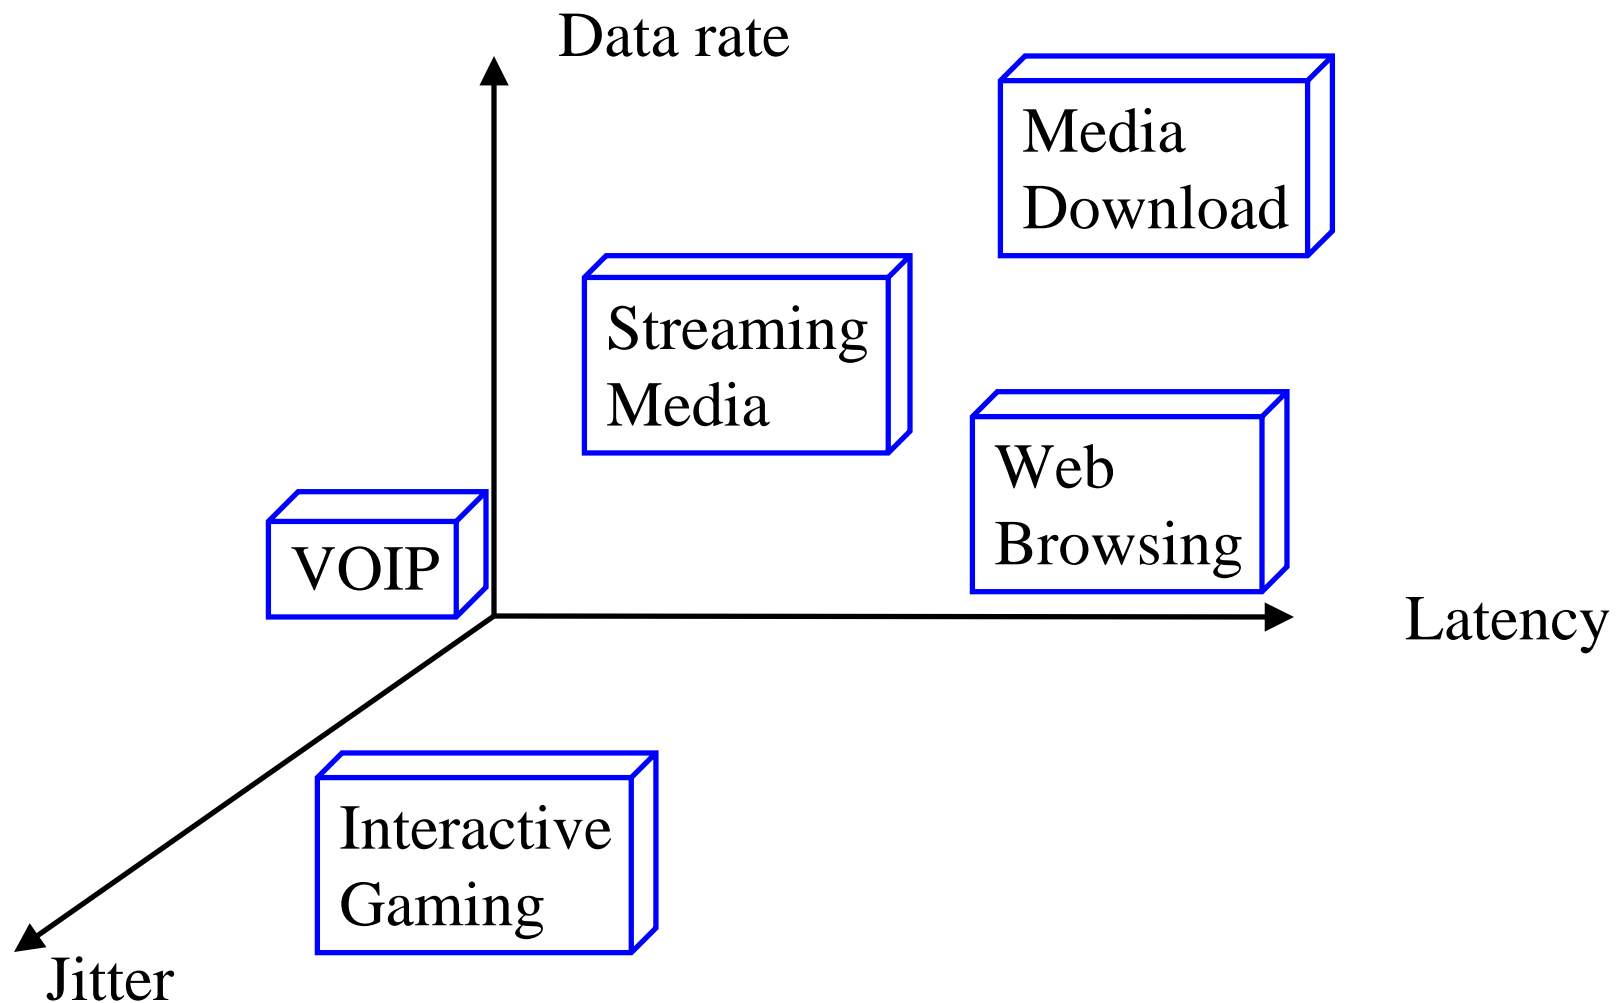 Data rate
Media
Download
Streaming
Media
Web
Browsing
VOIP
Latency
Interactive
Gaming
Jitter